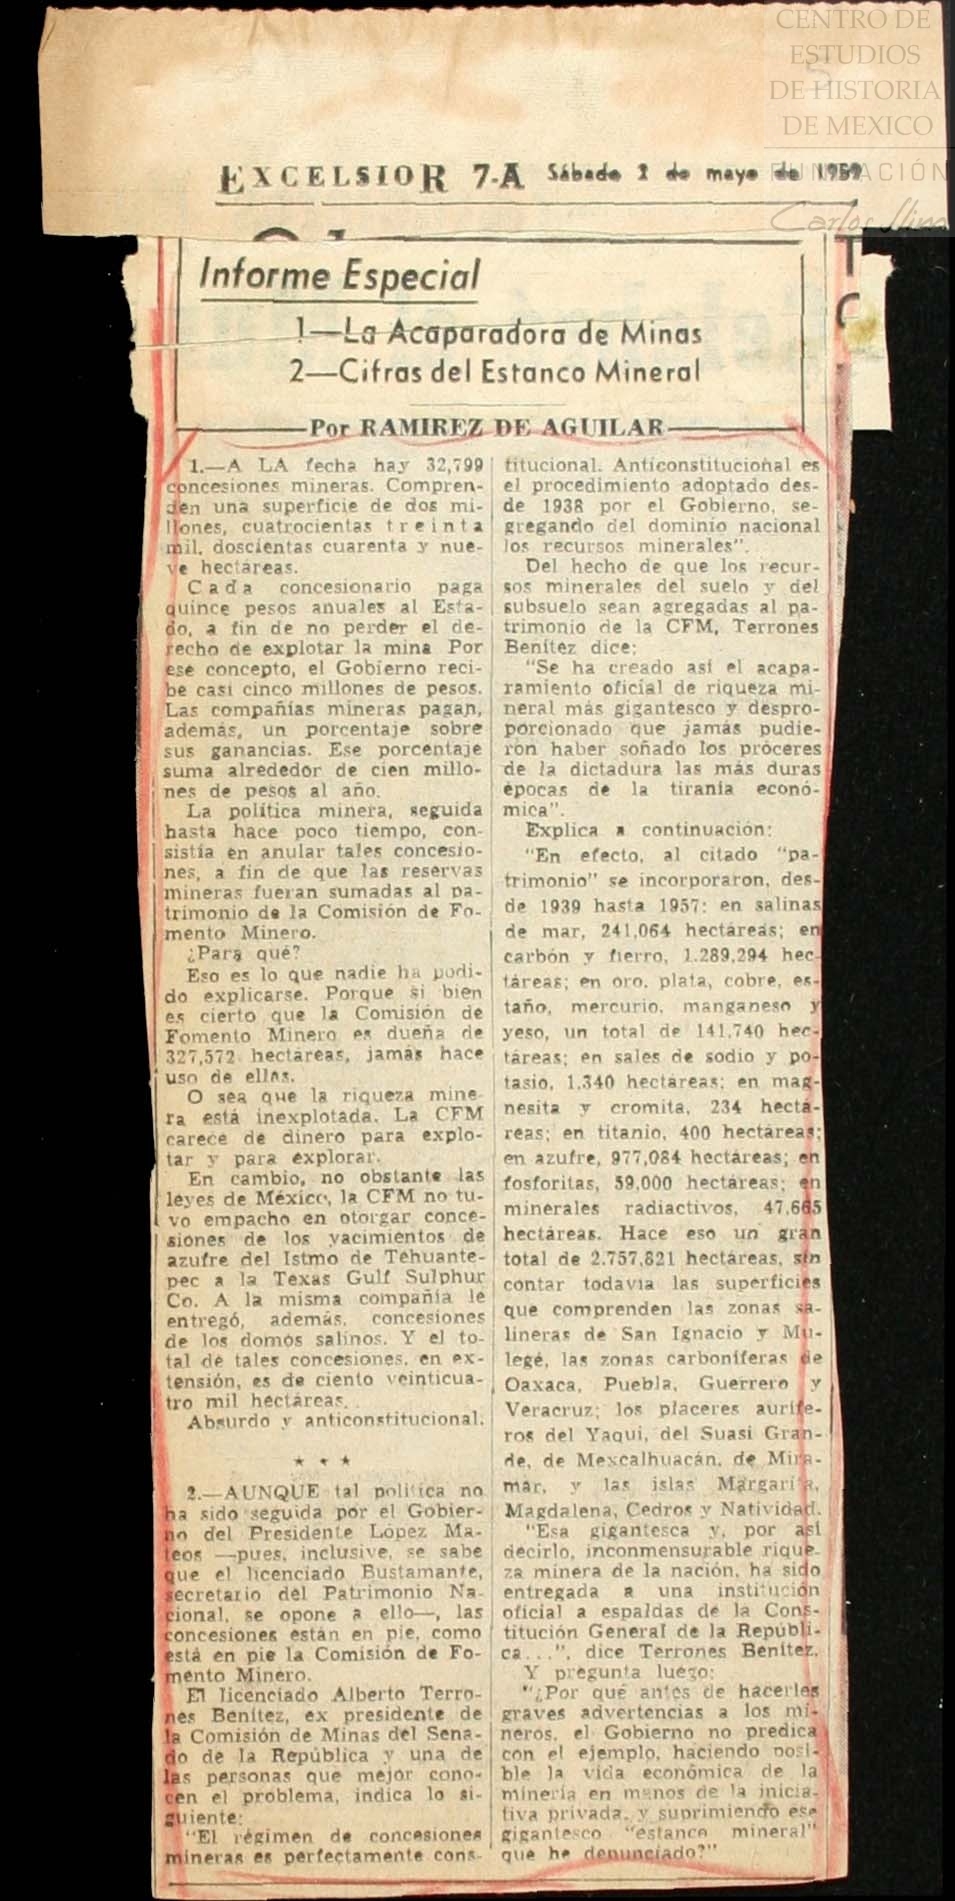 CENTRO DE
ESTUDIOS
DE HISTORIA
DE MEXICO
FUNDACIÓN
Carlos Slim
EXCELSIOR 7-A Sábado 2 de mayo de 1959
Informe Especial
1—La Acaparadora de Minas
2—Cifras del Estanco Mineral
Por RAMIREZ DE AGUILAR
1.—A LA fecha hay 32,799
concesiones mineras. Compren-
den una superficie de dos mi-
llones, cuatrocientas treinta
mil, doscientas cuarenta y nue-
ve hectáreas.
Cada concesionario paga
quince pesos anuales al Esta-
do, a fin de no perder el de-
recho de explotar la mina Por
ese concepto, el Gobierno reci-
be casi cinco millones de pesos.
Las compañías mineras pagan,
además, un porcentaje sobre
sus ganancias. Ese porcentaje
suma alrededor de cien millo-
nes de pesos al año.
La política minera, seguida
hasta hace poco tiempo, con-
sistía en anular tales concesio-
nes, a fin de que las reservas
mineras fueran sumadas al pa-
trimonio de la Comisión de Fo-
mento Minero.
¿Para qué?
Eso es lo que nadie ha podi-
do explicarse. Porque si bien
es cierto que la Comisión de
Fomento Minero es dueña de
327,572 hectáreas, jamás hace
uso de ellas.
O sea que la riqueza mine-
ra está inexplotada. La CFM
carece de dinero para explo-
tar y para explorar.
En cambio, no obstante las
leyes de México, la CFM no tu-
vo empacho en otorgar conce-
siones de los yacimientos de
azufre del Istmo de Tehuante-
pec a la Texas Gulf Sulphur
Co. A la misma compañía le
entregó, además, concesiones
de los domos salinos. Y el to-
tal de tales concesiones, en ex-
tensión, es de ciento veinticua-
tro mil hectáreas.
Absurdo y anticonstitucional.
★ ★ ★
2.—AUNQUE tal política no
ha sido seguida por el Gobier-
no del Presidente López Ma-
teos —pues, inclusive, se sabe
que el licenciado Bustamante,
secretario del Patrimonio Na-
cional, se opone a ello—, las
concesiones están en pie, como
está en pie la Comisión de Fo-
mento Minero.
El licenciado Alberto Terro-
nes Benítez, ex presidente de
la Comisión de Minas del Sena-
do de la República y una de
las personas que mejor cono-
cen el problema, indica lo si-
guiente:
"El régimen de concesiones
mineras es perfectamente cons-
titucional. Anticonstitucional es
el procedimiento adoptado des-
de 1938 por el Gobierno, se-
gregando del dominio nacional
los recursos minerales".
Del hecho de que los recur-
sos minerales del suelo y del
subsuelo sean agregadas al pa-
trimonio de la CFM, Terrones
Benítez dice:
"Se ha creado así el acapa-
ramiento oficial de riqueza mi-
neral más gigantesco y despro-
porcionado que jamás pudie-
ron haber soñado los próceres
de la dictadura las más duras
épocas de la tiranía econó-
mica".
Explica a continuación:
"En efecto, al citado "pa-
trimonio" se incorporaron, des-
de 1939 hasta 1957: en salinas
de mar, 241,064 hectáreas; en
carbón y fierro, 1.289,294 hec-
táreas; en oro, plata, cobre, es-
taño, mercurio, manganeso y
yeso, un total de 141,740 hec-
táreas; en sales de sodio y po-
tasio, 1,340 hectáreas; en mag-
nesita y cromita, 234 hectá-
reas; en titanio, 400 hectáreas;
en azufre, 977,084 hectáreas; en
fosforitas, 59,000 hectáreas; en
minerales radiactivos, 47,665
hectáreas. Hace eso un gran
total de 2.757,821 hectáreas, sin
contar todavía las superficies
que comprenden las zonas sa-
lineras de San Ignacio y Mu-
legé, las zonas carboníferas de
Oaxaca, Puebla, Guerrero y
Veracruz; los placeres aurífe-
ros del Yaqui, del Suasi Gran-
de, de Mexcalhuacán, de Mira-
mar, y las islas Margarita,
Magdalena, Cedros y Natividad.
"Esa gigantesca y, por así
decirlo, inconmensurable rique-
za minera de la nación, ha sido
entregada a una institución
oficial a espaldas de la Cons-
titución General de la Repúbli-
ca...", dice Terrones Benítez.
Y pregunta luego:
"¿Por qué antes de hacerles
graves advertencias a los mi-
neros, el Gobierno no predica
con el ejemplo, haciendo posi-
ble la vida económica de la
minería en manos de la inicia-
tiva privada, y suprimiendo ese
gigantesco "estanco mineral"
que he denunciado?"